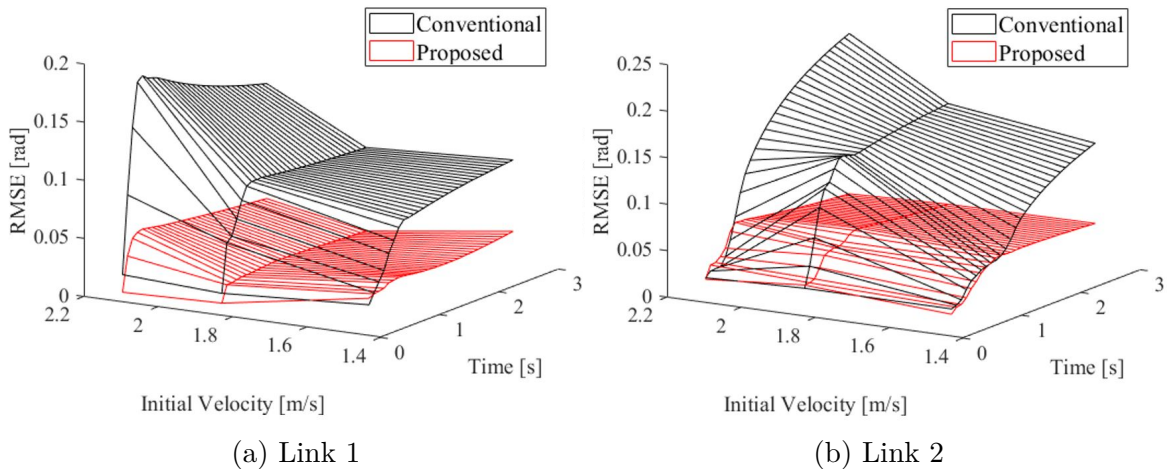 Conventional
Proposed
0.2
0.15
0.1
0.05
0
RMSE [rad]
2.2
2
1.8
1.6
1.4
Initial Velocity [m/s]
0
1
2
3
Time [s]
(a) Link 1
Conventional
Proposed
0.25
0.2
0.15
0.1
0.05
0
RMSE [rad]
2.2
2
1.8
1.6
1.4
Initial Velocity [m/s]
0
1
2
3
Time [s]
(b) Link 2